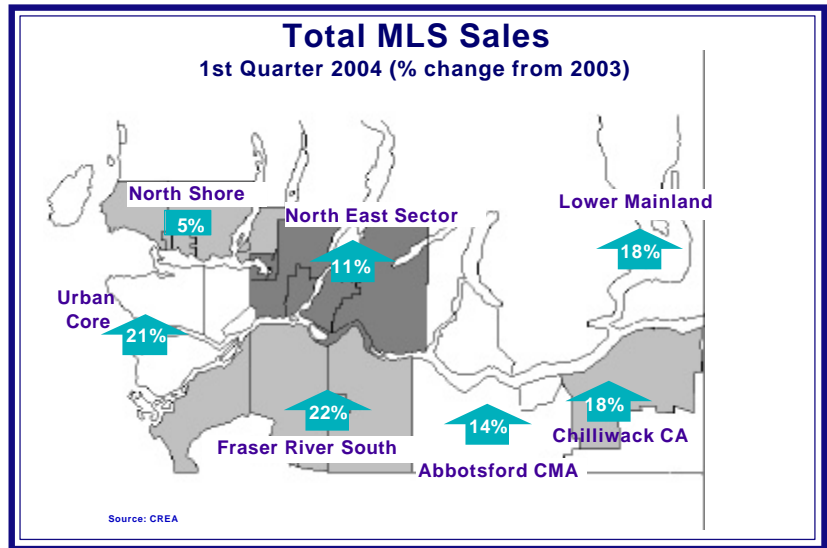 Total MLS Sales
1st Quarter 2004 (% change from 2003)
North Shore
5%
North East Sector
11%
Lower Mainland
18%
Urban
Core
21%
22%
Fraser River South
14%
Abbotsford CMA
18%
Chilliwack CA
Source: CREA